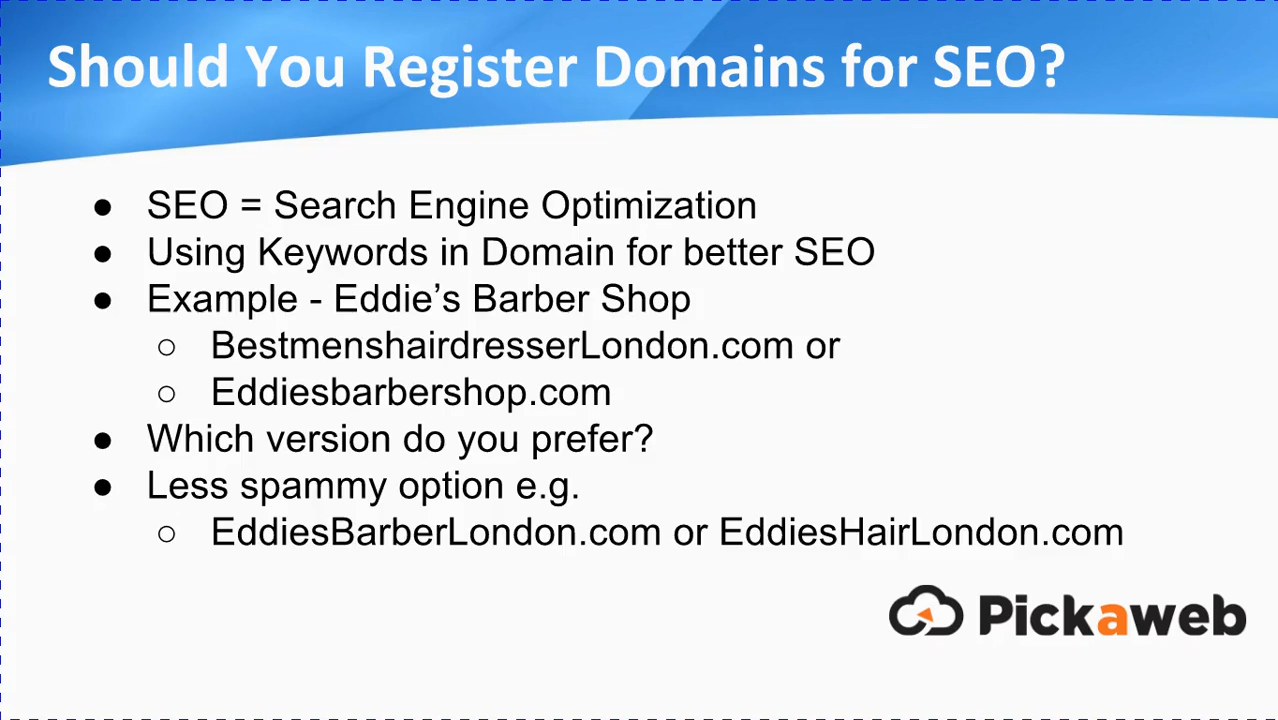 Should You Register Domains for SEO?
● SEO = Search Engine Optimization
● Using Keywords in Domain for better SEO
● Example - Eddie’s Barber Shop
○ BestmenshairdresserLondon.com or
○ Eddiesbarbershop.com
● Which version do you prefer?
● Less spammy option e.g.
○ EddiesBarberLondon.com or EddiesHairLondon.com
Pickaweb